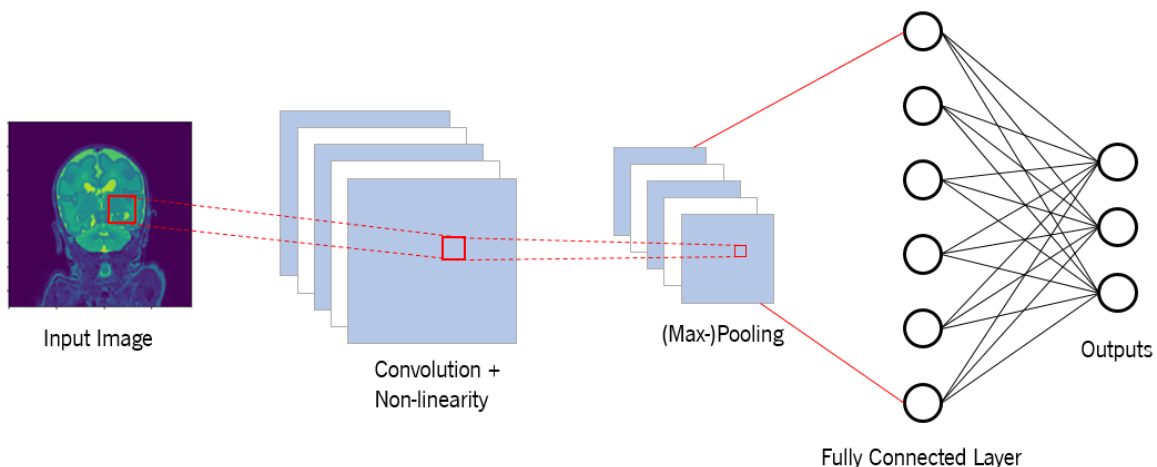 Input Image
Convolution +
Non-linearity
(Max-)Pooling
Fully Connected Layer
Outputs